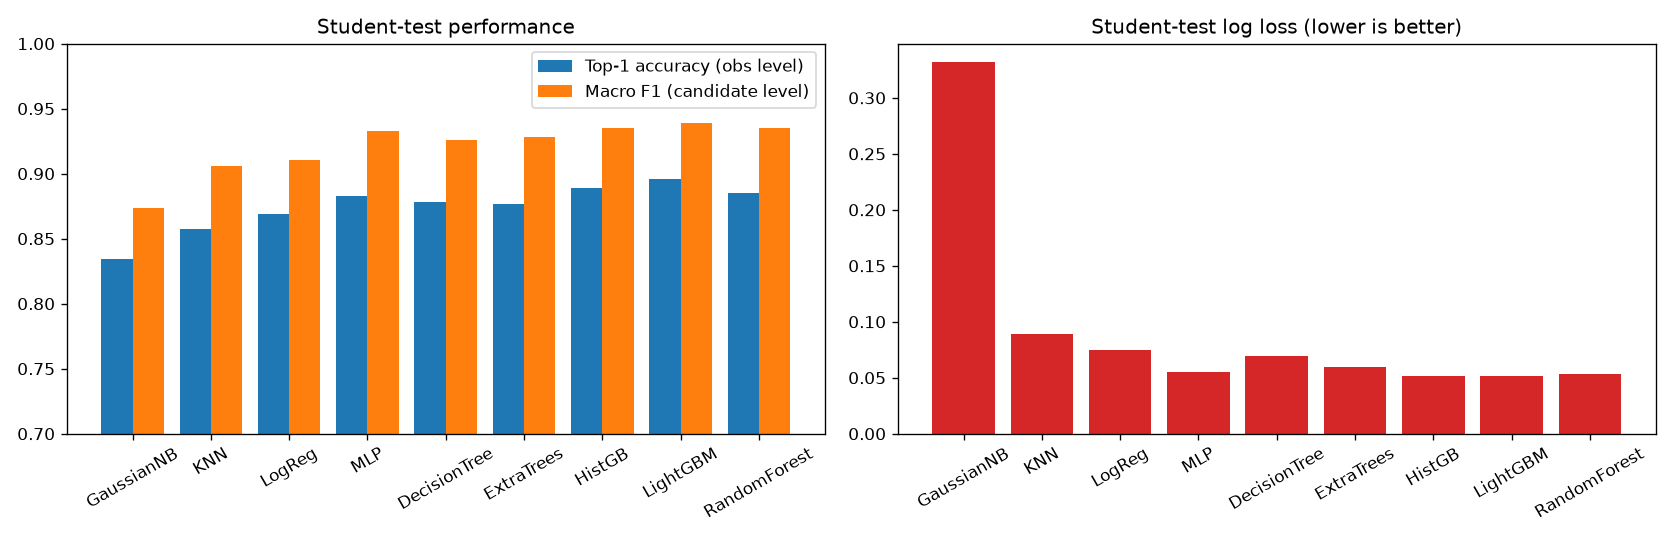 Student-test performance
1.00
0.95
0.90
0.85
0.80
0.75
0.70
Top-1 accuracy (obs level)
Macro F1 (candidate level)
GaussianNB
KNN
LogReg
MLP
DecisionTree
ExtraTrees
HistGB
LightGBM
RandomForest
Student-test log loss (lower is better)
0.30
0.25
0.20
0.15
0.10
0.05
0.00
GaussianNB
KNN
LogReg
MLP
DecisionTree
ExtraTrees
HistGB
LightGBM
RandomForest